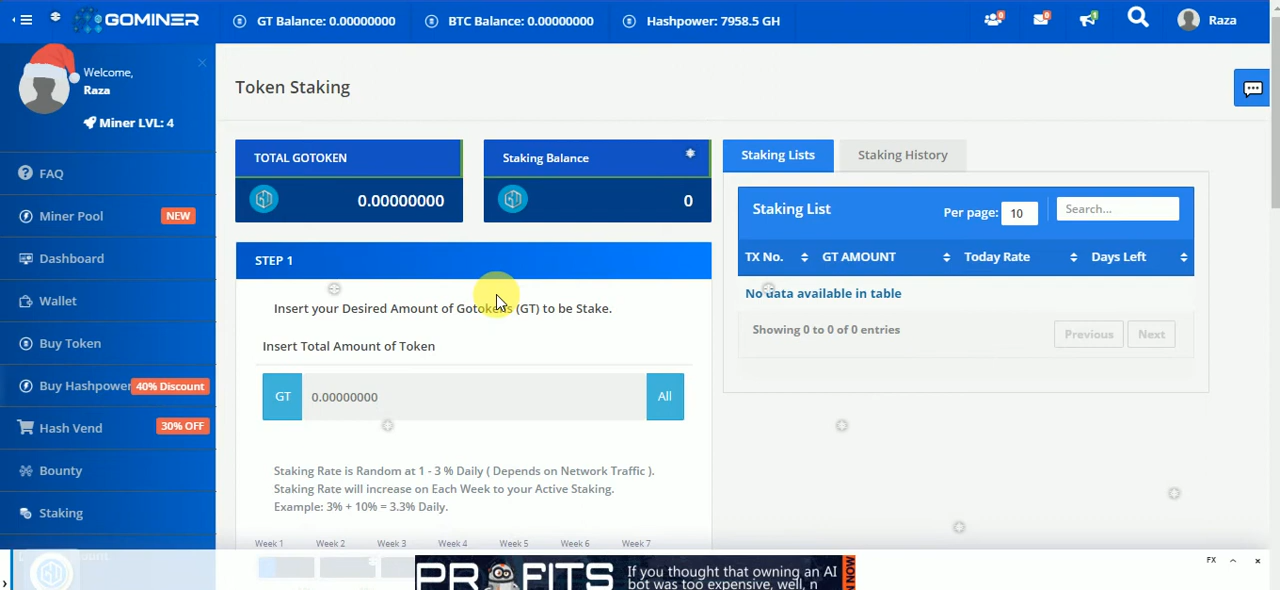 GOMINER
GT Balance: 0.00000000
BTC Balance: 0.00000000
Hashpower: 7958.5 GH
Raza
Welcome,
Raza
Miner LVL: 4
FAQ
Miner Pool NEW
Dashboard
Wallet
Buy Token
Buy Hashpower 40% Discount
Hash Vend 30% OFF
Bounty
Staking
Token Staking
TOTAL GOTOKEN
0.00000000
Staking Balance
0
STEP 1
Insert your Desired Amount of Gotokens (GT) to be Stake.
Insert Total Amount of Token
GT 0.00000000 All
Staking Rate is Random at 1 - 3 % Daily ( Depends on Network Traffic ).
Staking Rate will increase on Each Week to your Active Staking.
Example: 3% + 10% = 3.3% Daily.
Week 1 Week 2 Week 3 Week 4 Week 5 Week 6 Week 7
Staking Lists Staking History
Staking List
Per page: 10 Search...
TX No. GT AMOUNT Today Rate Days Left
No data available in table
Showing 0 to 0 of 0 entries
Previous Next
PROFITS
If you thought that owning an AI
bot was too expensive, well, n
NOW
FX